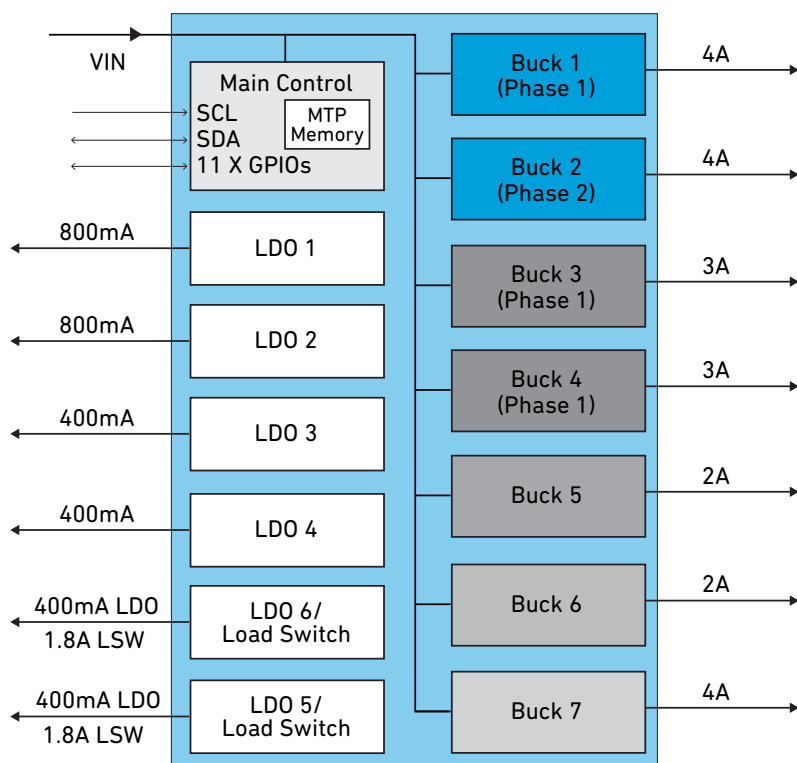 VIN
Main Control
SCL
SDA
11 X GPIOs
MTP
Memory
800mA
LDO 1
800mA
LDO 2
400mA
LDO 3
400mA
LDO 4
400mA LDO
1.8A LSW
LDO 6/
Load Switch
400mA LDO
1.8A LSW
LDO 5/
Load Switch
Buck 1
(Phase 1)
4A
Buck 2
(Phase 2)
4A
Buck 3
(Phase 1)
3A
Buck 4
(Phase 1)
3A
Buck 5
2A
Buck 6
2A
Buck 7
4A